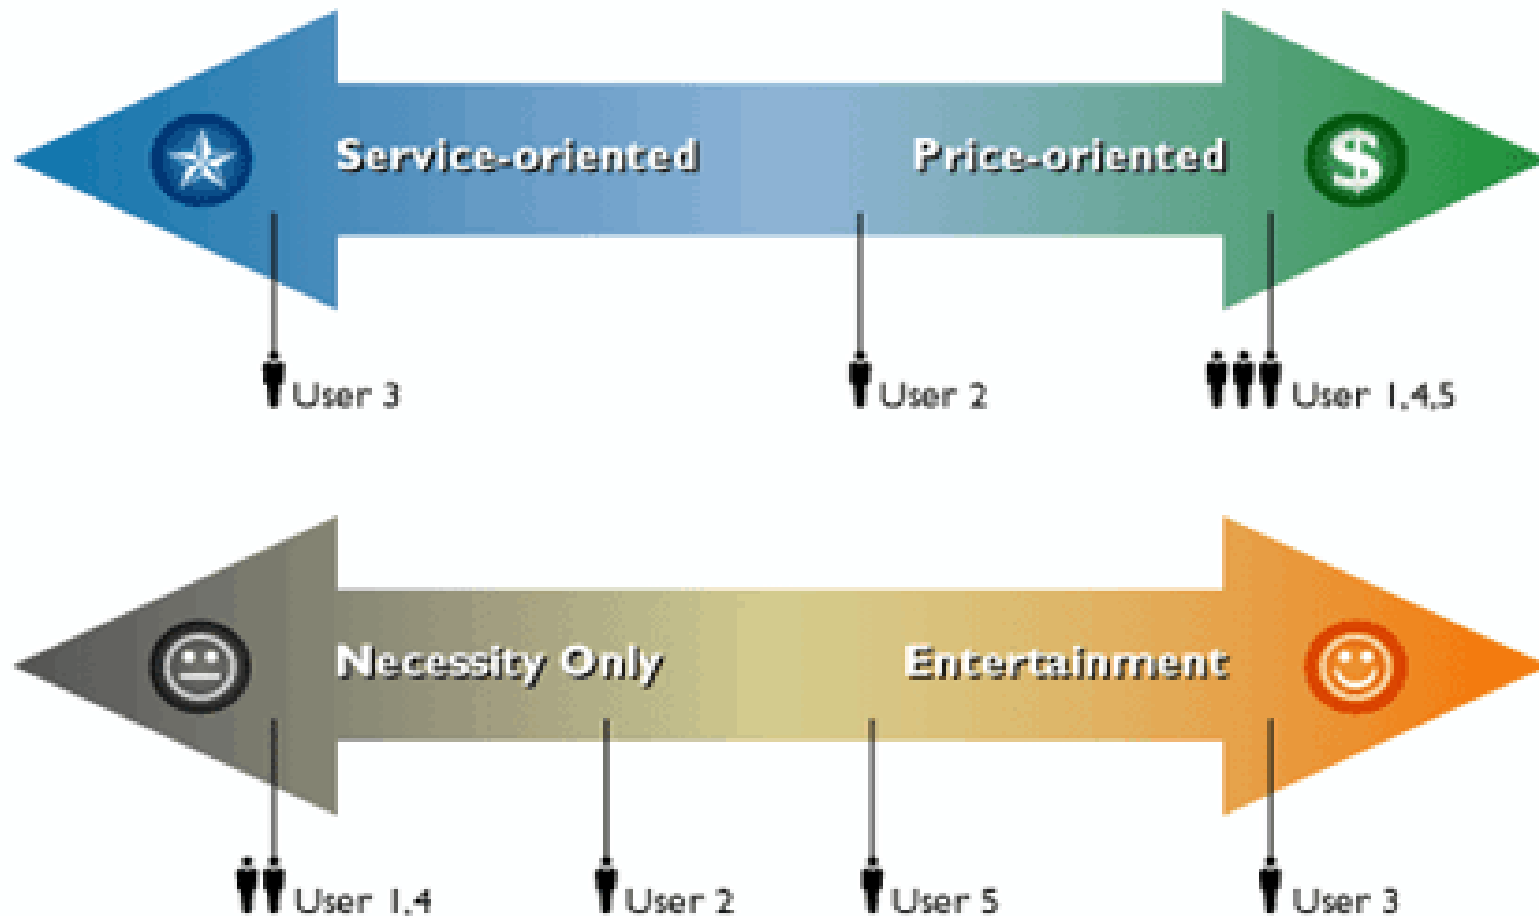 Service-oriented Price-oriented
$
User 3 User 2 User 1,4,5
Necessity Only Entertainment
User 1,4 User 2 User 5 User 3